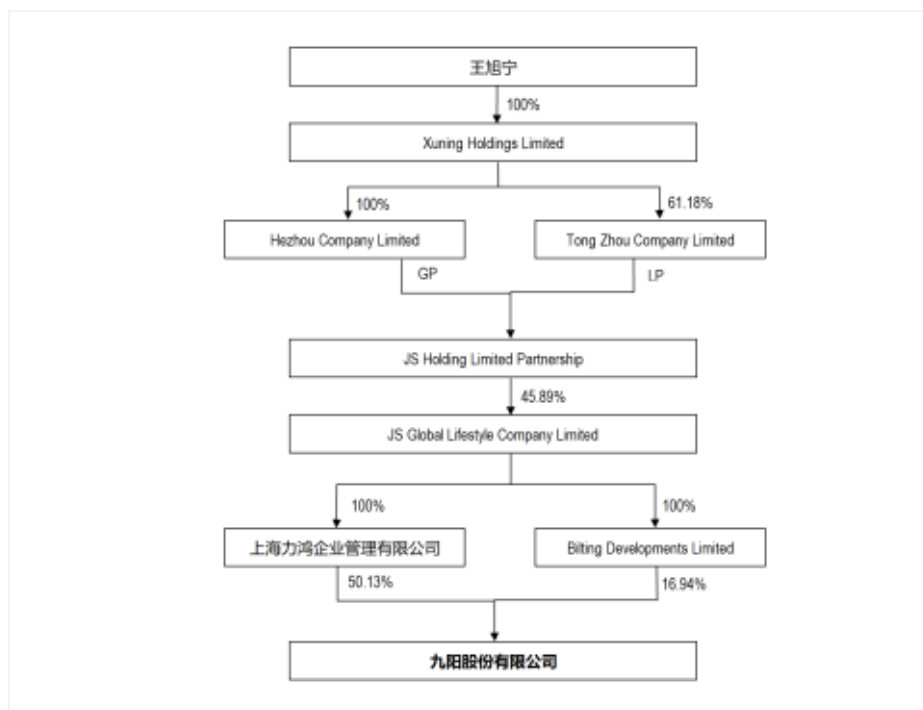 王旭宁
100%
Xuning Holdings Limited
100%
61.18%
Hezhou Company Limited
Tong Zhou Company Limited
GP
LP
JS Holding Limited Partnership
45.89%
JS Global Lifestyle Company Limited
100%
100%
上海力鸿企业管理有限公司
Bilting Developments Limited
50.13%
16.94%
九阳股份有限公司